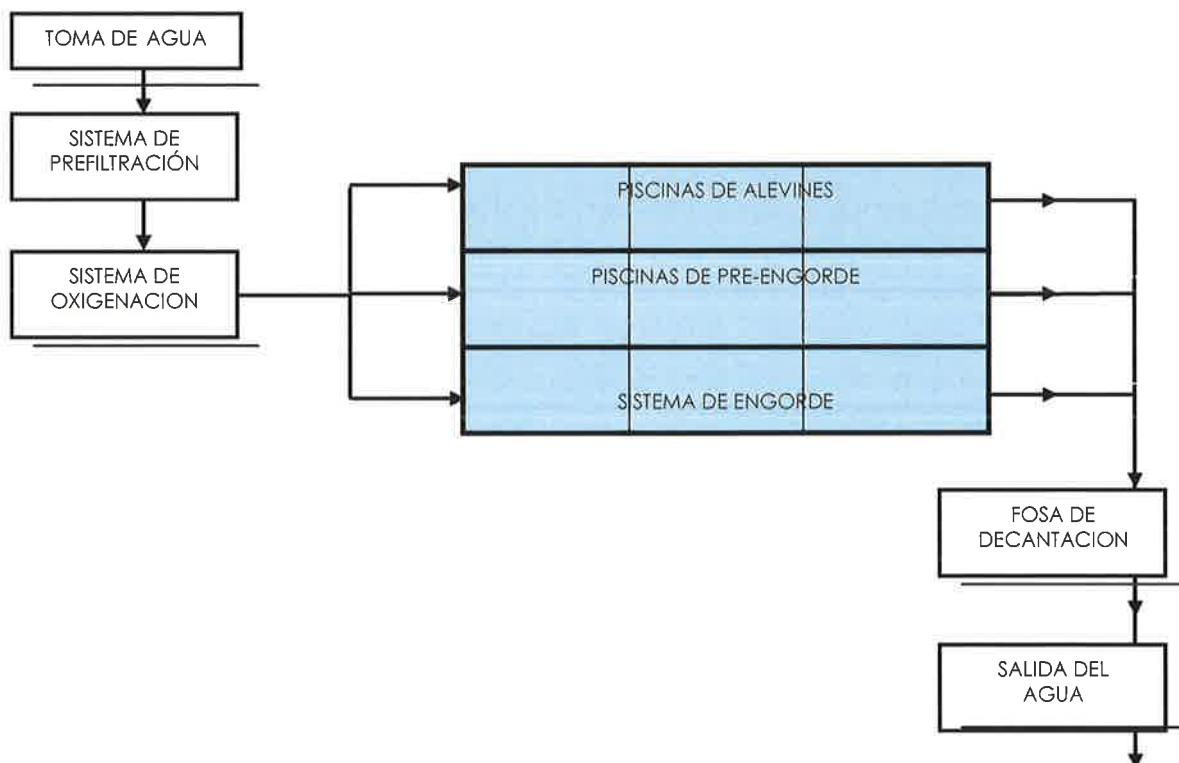 TOMA DE AGUA
SISTEMA DE
PREFILTRACIÓN
SISTEMA DE
OXIGENACION
PISCINAS DE ALEVINES
PISCINAS DE PRE-ENGORDE
SISTEMA DE ENGORDE
FOSA DE
DECANTACION
SALIDA DEL
AGUA